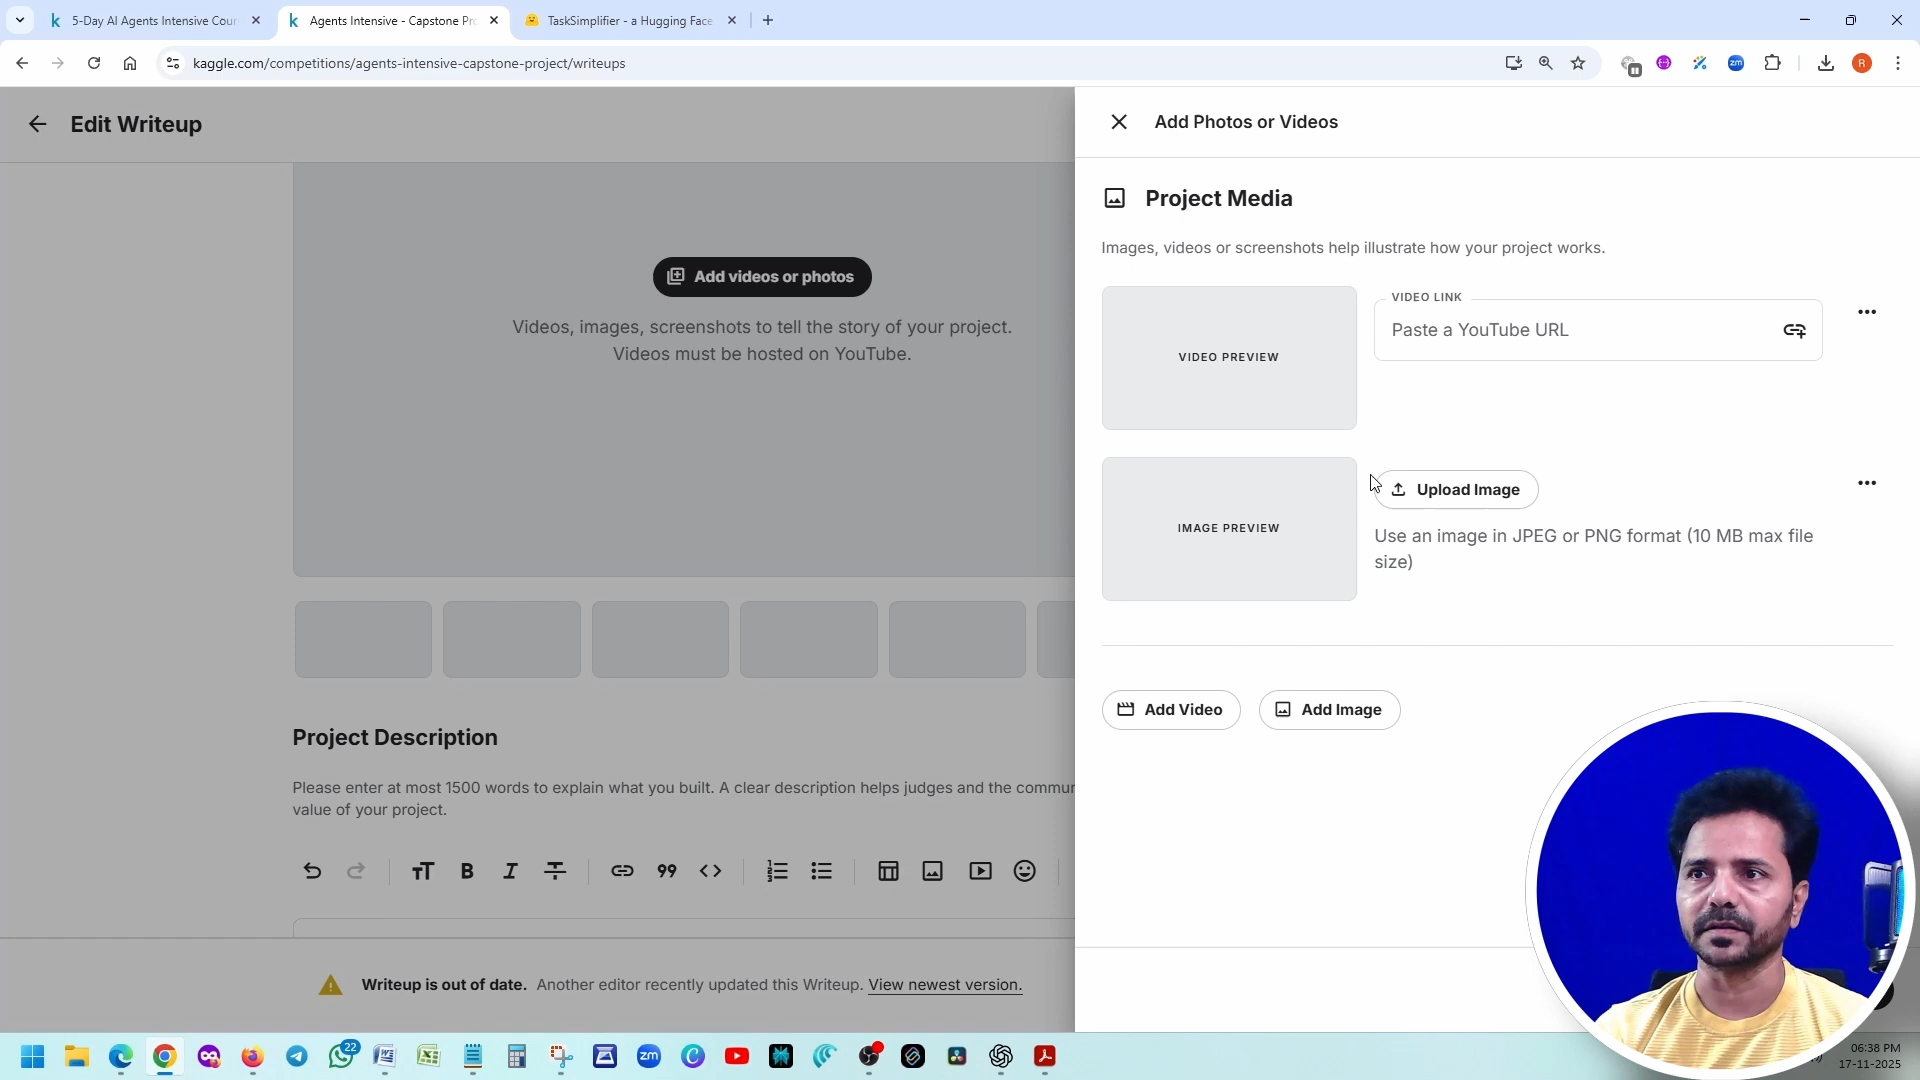 5-Day AI Agents Intensive Cour
Agents Intensive - Capstone Pr
TaskSimplifier - a Hugging Face
kaggle.com/competitions/agents-intensive-capstone-project/writeups
zm
R
Edit Writeup
Add videos or photos
Videos, images, screenshots to tell the story of your project.
Videos must be hosted on YouTube.
Project Description
Please enter at most 1500 words to explain what you built. A clear description helps judges and the commu
value of your project.
Writeup is out of date. Another editor recently updated this Writeup. View newest version.
Add Photos or Videos
Project Media
Images, videos or screenshots help illustrate how your project works.
VIDEO PREVIEW
VIDEO LINK
Paste a YouTube URL
IMAGE PREVIEW
Upload Image
Use an image in JPEG or PNG format (10 MB max file
size)
Add Video
Add Image
22
zm
06:38 PM
17-11-2025